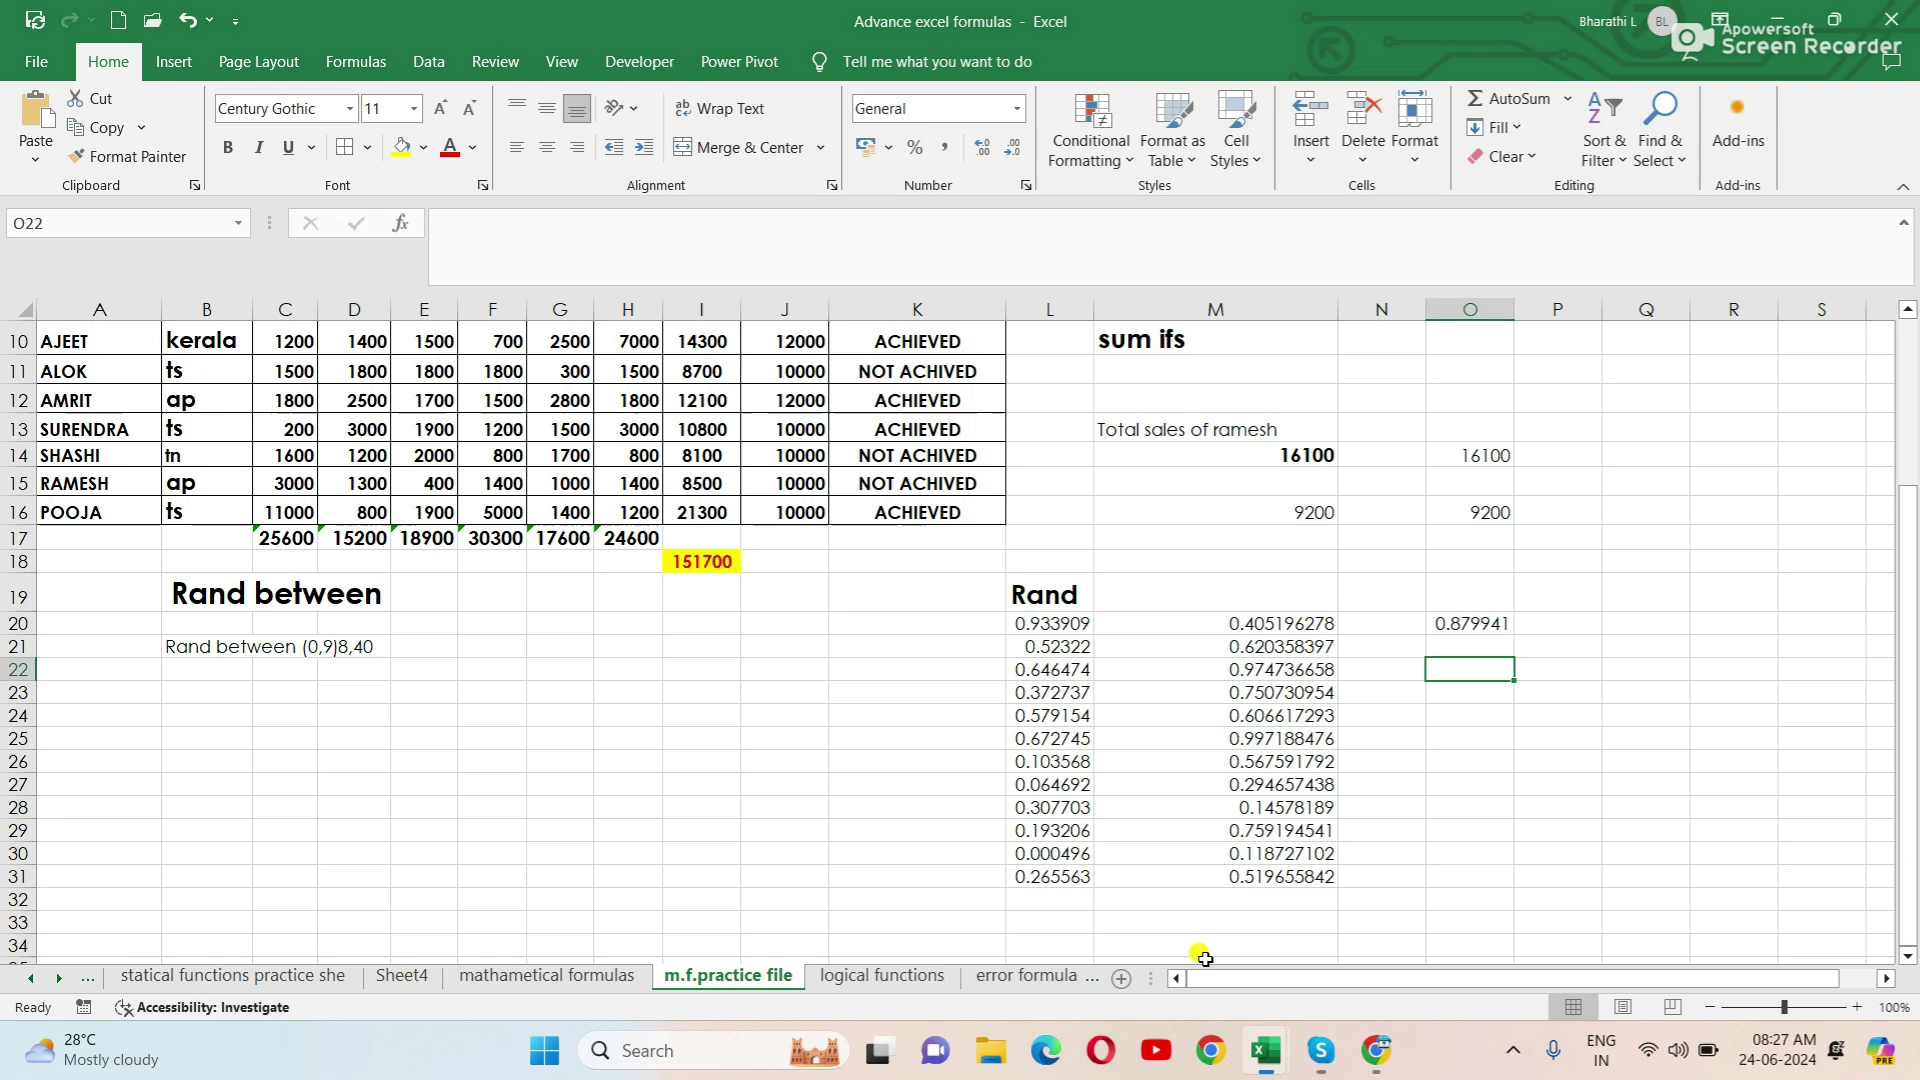 Advance excel formulas - Excel
Bharathi L
BL
Apowersoft
Screen Recorder
File Home Insert Page Layout Formulas Data Review View Developer Power Pivot Tell me what you want to do
Cut
Copy
Format Painter
Paste
Clipboard
Century Gothic 11
B I U
Font
Wrap Text
Merge & Center
Alignment
General
Number
Conditional Formatting
Format as Table
Cell Styles
Styles
Insert Delete Format
Cells
AutoSum
Fill
Clear
Sort & Filter
Find & Select
Editing
Add-ins
Add-ins
O22
fx
A B C D E F G H I J K L M N O P Q R S
10 AJEET kerala 1200 1400 1500 700 2500 7000 14300 12000 ACHIEVED sum ifs
11 ALOK ts 1500 1800 1800 1800 300 1500 8700 10000 NOT ACHIVED
12 AMRIT ap 1800 2500 1700 1500 2800 1800 12100 12000 ACHIEVED
13 SURENDRA ts 200 3000 1900 1200 1500 3000 10800 10000 ACHIEVED Total sales of ramesh
14 SHASHI tn 1600 1200 2000 800 1700 800 8100 10000 NOT ACHIVED 16100 16100
15 RAMESH ap 3000 1300 400 1400 1000 1400 8500 10000 NOT ACHIVED
16 POOJA ts 11000 800 1900 5000 1400 1200 21300 10000 ACHIEVED 9200 9200
17 25600 15200 18900 30300 17600 24600
18 151700
19 Rand between Rand
20 0.933909 0.405196278 0.879941
21 Rand between (0,9)8,40 0.52322 0.620358397
22 0.646474 0.974736658
23 0.372737 0.750730954
24 0.579154 0.606617293
25 0.672745 0.997188476
26 0.103568 0.567591792
27 0.064692 0.294657438
28 0.307703 0.14578189
29 0.193206 0.759194541
30 0.000496 0.118727102
31 0.265563 0.519655842
32
33
34
... statical functions practice she Sheet4 mathametical formulas m.f.practice file logical functions error formula ...
Ready Accessibility: Investigate 100%
28°C
Mostly cloudy
Search
ENG
IN
08:27 AM
24-06-2024
PRE